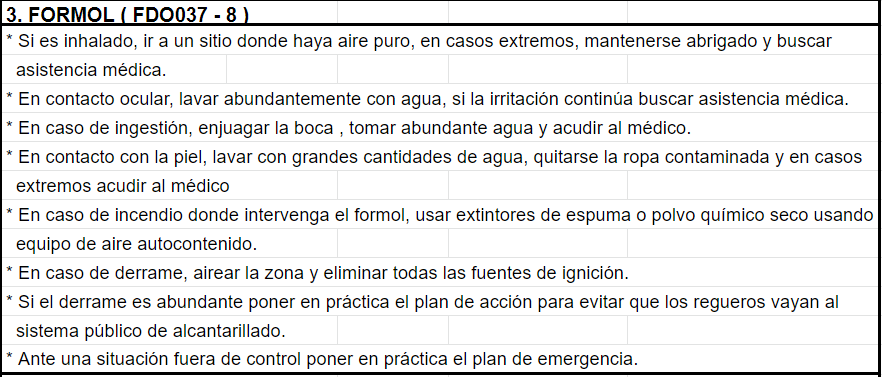 3. FORMOL ( FDO037 - 8 )
* Si es inhalado, ir a un sitio donde haya aire puro, en casos extremos, mantenerse abrigado y buscar
asistencia médica.
* En contacto ocular, lavar abundantemente con agua, si la irritación continúa buscar asistencia médica.
* En caso de ingestión, enjuagar la boca , tomar abundante agua y acudir al médico.
* En contacto con la piel, lavar con grandes cantidades de agua, quitarse la ropa contaminada y en casos
extremos acudir al médico
* En caso de incendio donde intervenga el formol, usar extintores de espuma o polvo químico seco usando
equipo de aire autocontenido.
* En caso de derrame, airear la zona y eliminar todas las fuentes de ignición.
* Si el derrame es abundante poner en práctica el plan de acción para evitar que los regueros vayan al
sistema público de alcantarillado.
* Ante una situación fuera de control poner en práctica el plan de emergencia.